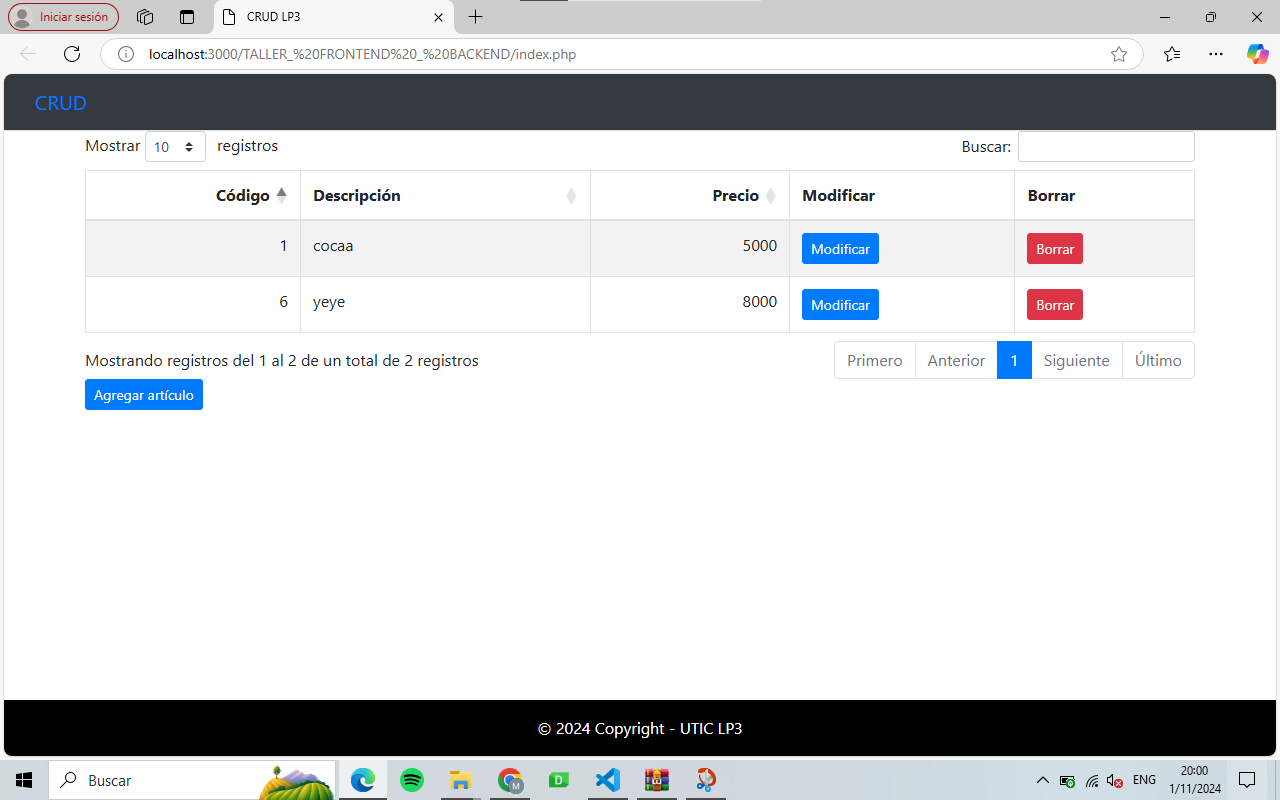 Iniciar sesión
CRUD LP3
localhost:3000/TALLER_%20FRONTEND%20_%20BACKEND/index.php
CRUD
Mostrar 10 registros Buscar:
Código Descripción Precio Modificar Borrar
1 cocaa 5000 Modificar Borrar
6 yeye 8000 Modificar Borrar
Mostrando registros del 1 al 2 de un total de 2 registros Primero Anterior 1 Siguiente Último
Agregar artículo
© 2024 Copyright - UTIC LP3
Buscar
M
D
ENG
20:00
1/11/2024